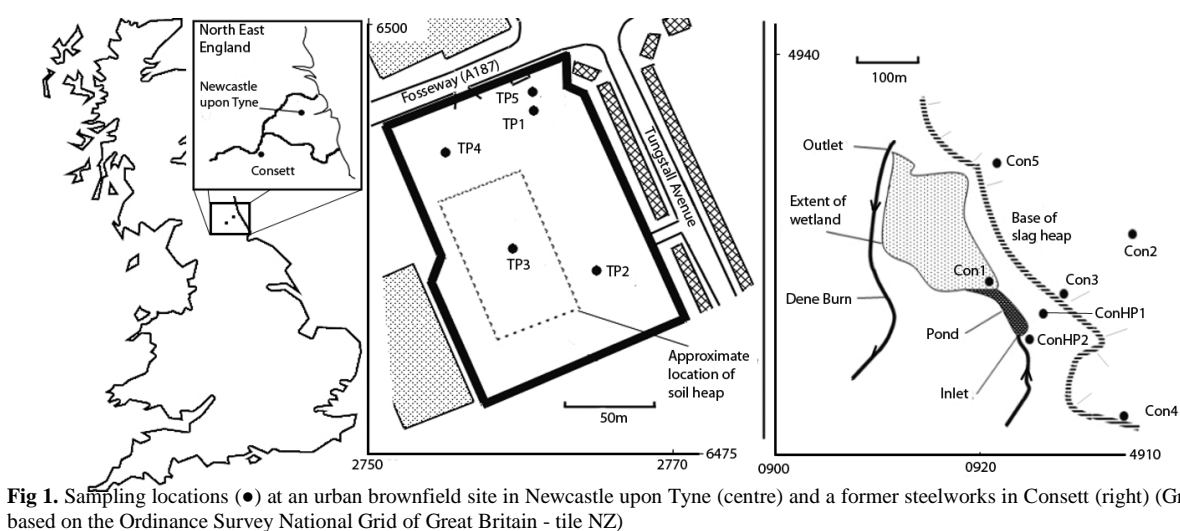 North East
England
Newcastle
upon Tyne
Consett
6500
Fosseway (A187)
TP5
TP1
TP4
Tungstall Avenue
TP3
TP2
Approximate
location of
soil heap
50m
2750
2770
6475
4940
100m
Outlet
Con5
Extent of
wetland
Base of
slag heap
Con2
Con1
Con3
Dene Burn
ConHP1
Pond
ConHP2
Inlet
Con4
0900
0920
4910
Fig 1. Sampling locations (●) at an urban brownfield site in Newcastle upon Tyne (centre) and a former steelworks in Consett (right)
based on the Ordinance Survey National Grid of Great Britain - tile NZ)